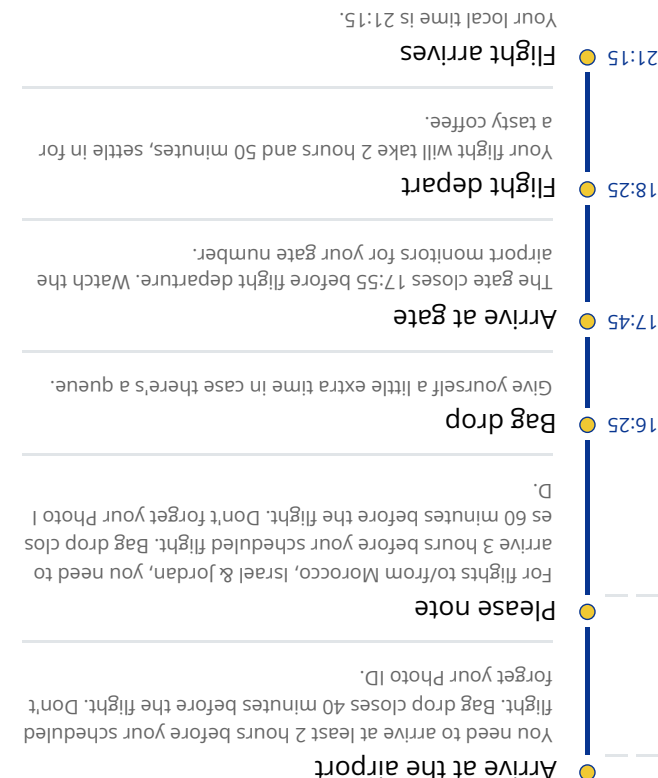 Arrive at the airport
You need to arrive at least 2 hours before your scheduled
flight. Bag drop closes 40 minutes before the flight. Don't
forget your Photo ID.
Please note
For flights to/from Morocco, Israel & Jordan, you need to
arrive 3 hours before your scheduled flight. Bag drop clos
es 60 minutes before the flight. Don't forget your Photo I
D.
16:25
Bag drop
Give yourself a little extra time in case there's a queue.
17:45
Arrive at gate
The gate closes 17:55 before flight departure. Watch the
airport monitors for your gate number.
18:25
Flight depart
Your flight will take 2 hours and 50 minutes, settle in for
a tasty coffee.
21:15
Flight arrives
Your local time is 21:15.